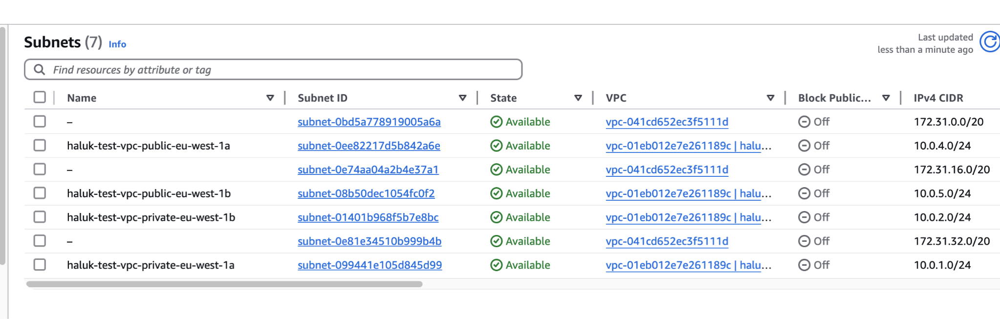 Subnets (7) Info
Last updated
less than a minute ago
Find resources by attribute or tag
Name Subnet ID State VPC Block Public... IPv4 CIDR
– subnet-0bd5a778919005a6a Available vpc-041cd652ec3f5111d Off 172.31.0.0/20
haluk-test-vpc-public-eu-west-1a subnet-0ee82217d5b842a6e Available vpc-01eb012e7e261189c | halu... Off 10.0.4.0/24
– subnet-0e74aa04a2b4e37a1 Available vpc-041cd652ec3f5111d Off 172.31.16.0/20
haluk-test-vpc-public-eu-west-1b subnet-08b50dec1054fc0f2 Available vpc-01eb012e7e261189c | halu... Off 10.0.5.0/24
haluk-test-vpc-private-eu-west-1b subnet-01401b968f5b7e8bc Available vpc-01eb012e7e261189c | halu... Off 10.0.2.0/24
– subnet-0e81e34510b999b4b Available vpc-041cd652ec3f5111d Off 172.31.32.0/20
haluk-test-vpc-private-eu-west-1a subnet-099441e105d845d99 Available vpc-01eb012e7e261189c | halu... Off 10.0.1.0/24